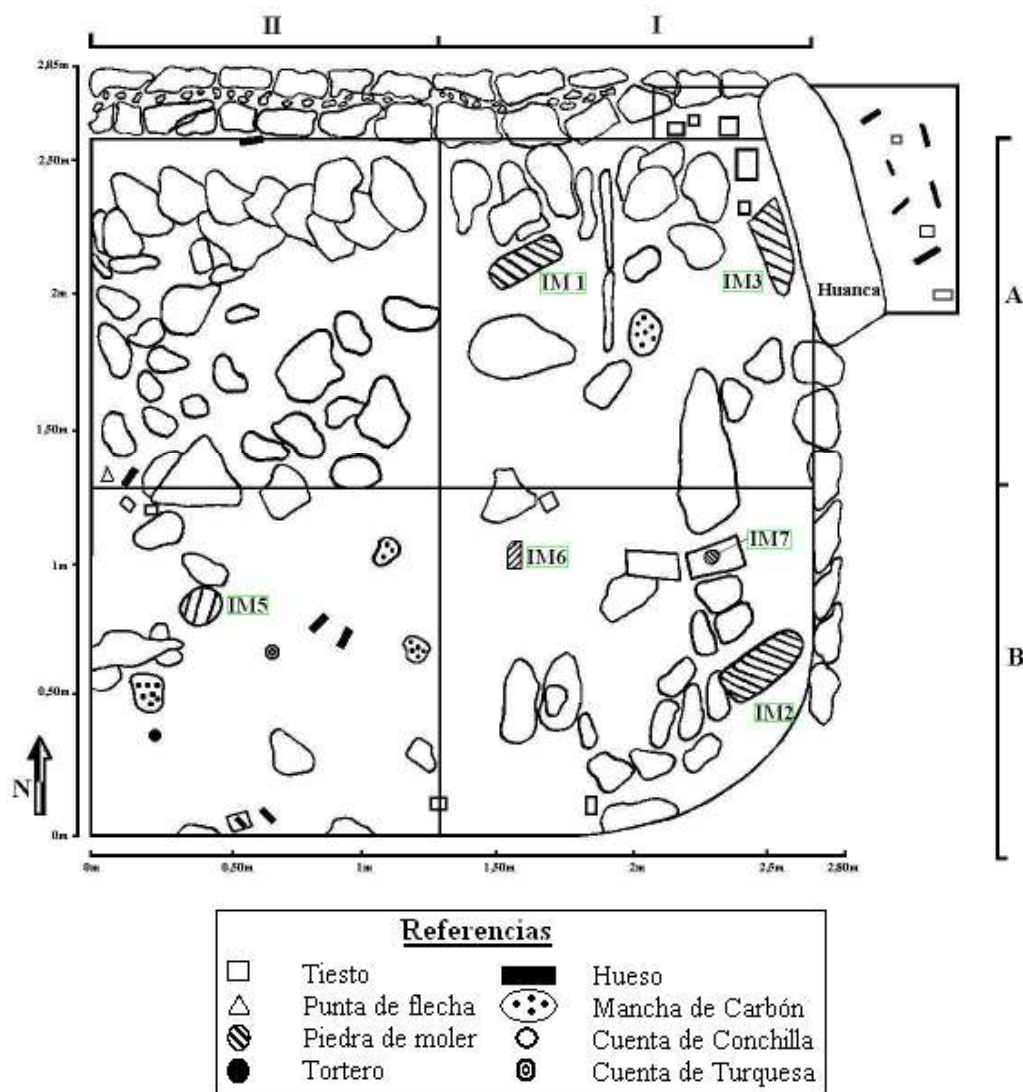 II
I
2,85m
2,50m
2m
1,50m
1m
0,50m
0m
A
B
IM 1
IM3
Huanca
IM6
IM7
IM5
IM2
N
0m
0,50m
1m
1,50m
2m
2,5m
2,80m
Referencias
Tiesto
Hueso
Punta de flecha
Mancha de Carbón
Piedra de moler
Cuenta de Conchilla
Tortero
Cuenta de Turquesa